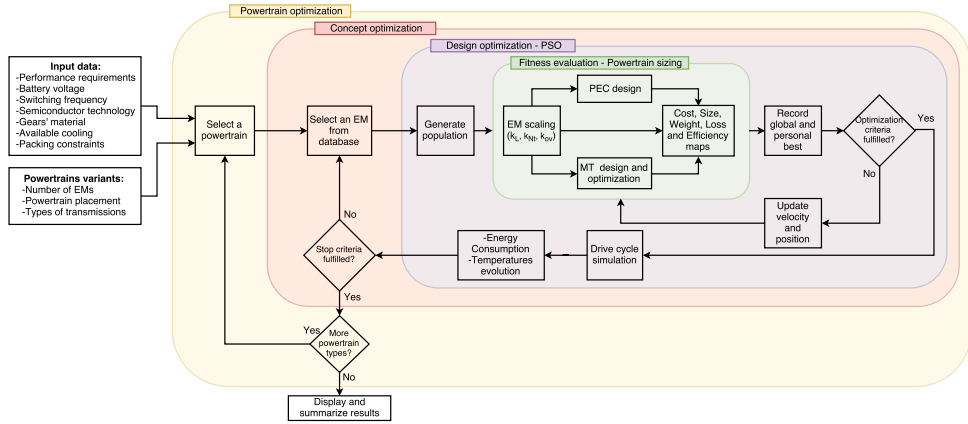 Powertrain optimization
Concept optimization
Design optimization - PSO
Fitness evaluation - Powertrain sizing
Input data:
-Performance requirements
-Battery voltage
-Switching frequency
-Semiconductor technology
-Gears' material
-Available cooling
-Packing constraints
Powertrains variants:
-Number of EMs
-Powertrain placement
-Types of transmissions
Select a
powertrain
Select an EM
from
database
Generate
population
EM scaling
(kL, kNt, kov)
PEC design
MT design and
optimization
Cost, Size,
Weight, Loss
and Efficiency
maps
Record
global and
personal
best
Optimization
criteria
fulfilled?
Yes
No
Update
velocity
and
position
Drive cycle
simulation
-Energy
Consumption
-Temperatures
evolution
Stop criteria
fulfilled?
No
Yes
More
powertrain
types?
Yes
No
Display and
summarize results